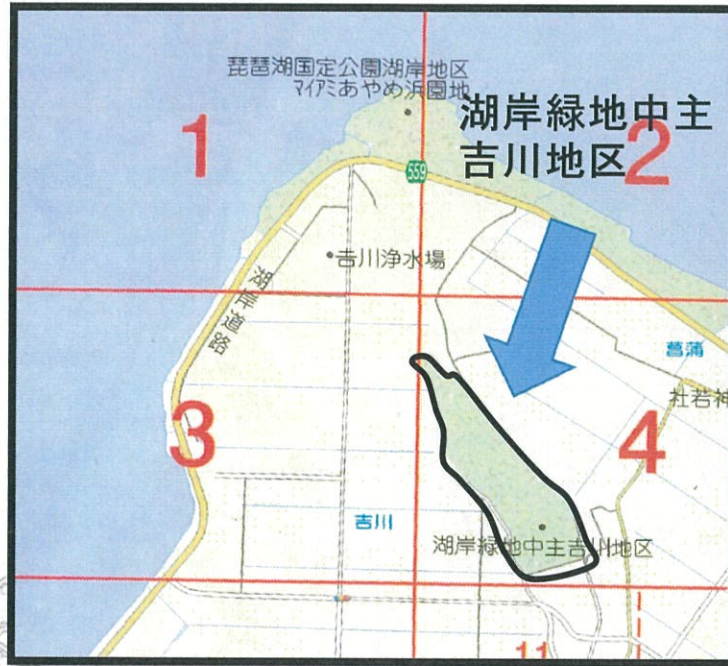 琵琶湖国定公園湖岸地区
マイアミあやめ浜園地
湖岸緑地中主
吉川地区
1
2
559
吉川浄水場
湖岸道路
菖蒲
社若神
3
4
吉川
湖岸緑地中主吉川地区
11